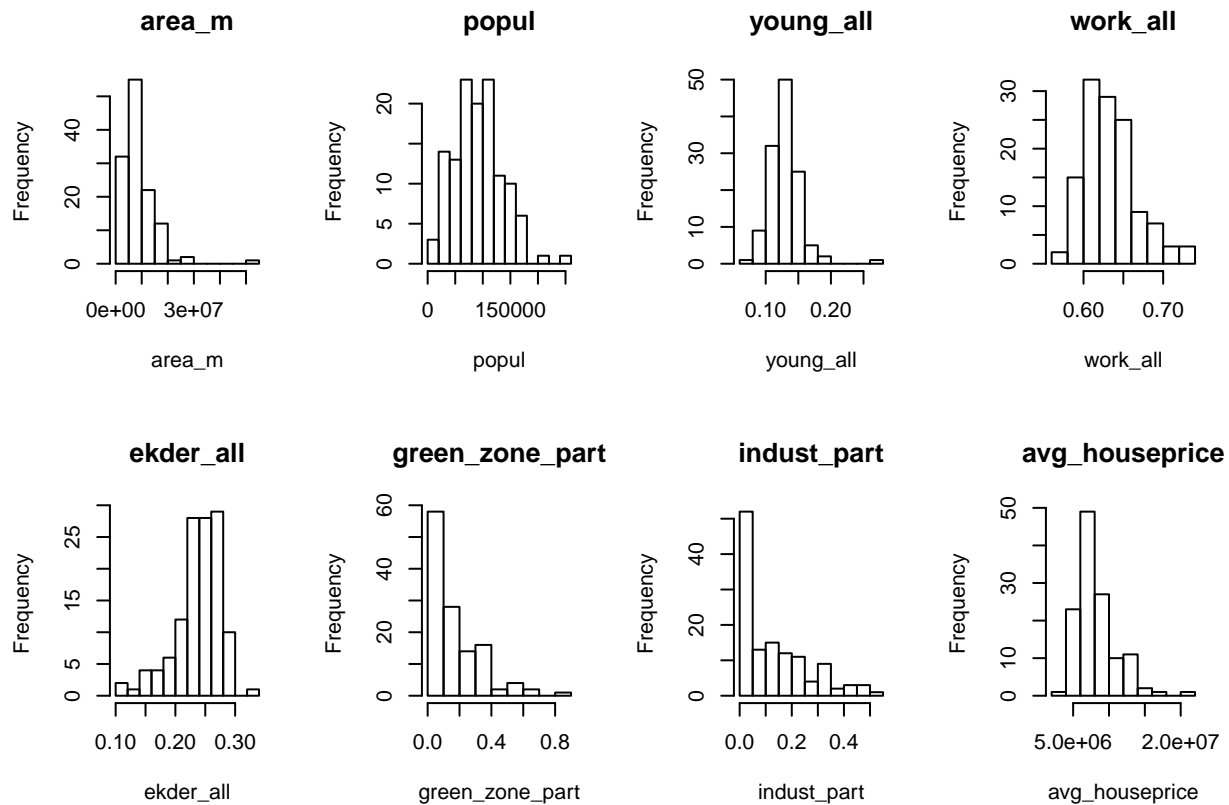 area_m popul young_all work_all
Frequency Frequency Frequency Frequency
0 20 40
0 5 10 20
0 10 30 50
0 10 20 30
0e+00 3e+07
0 150000
0.10 0.20
0.60 0.70
area_m popul young_all work_all
ekder_all green_zone_part indust_part avg_houseprice
Frequency Frequency Frequency Frequency
0 5 15 25
0 20 40 60
0 20 40
0 10 30 50
0.10 0.20 0.30
0.0 0.4 0.8
0.0 0.2 0.4
5.0e+06 2.0e+07
ekder_all green_zone_part indust_part avg_houseprice